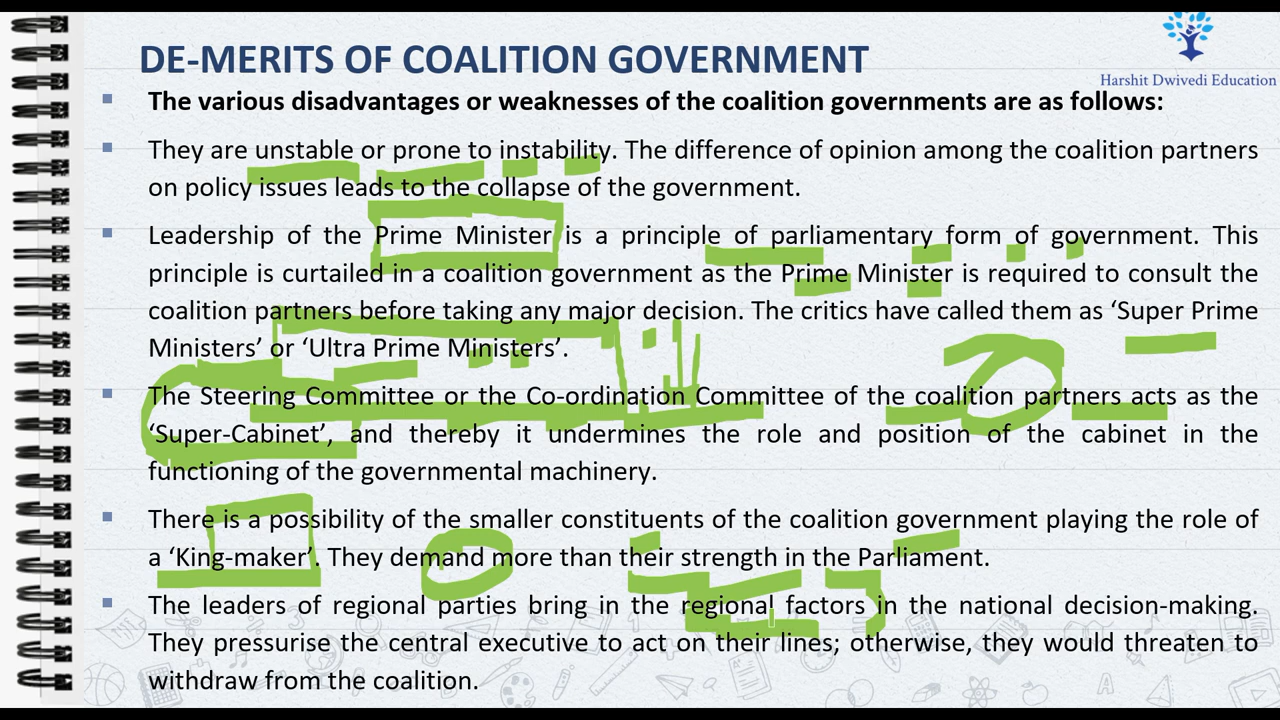 DE-MERITS OF COALITION GOVERNMENT
Harshit Dwivedi Education
The various disadvantages or weaknesses of the coalition governments are as follows:
They are unstable or prone to instability. The difference of opinion among the coalition partners
on policy issues leads to the collapse of the government.
Leadership of the Prime Minister is a principle of parliamentary form of government. This
principle is curtailed in a coalition government as the Prime Minister is required to consult the
coalition partners before taking any major decision. The critics have called them as ‘Super Prime
Ministers’ or ‘Ultra Prime Ministers’.
The Steering Committee or the Co-ordination Committee of the coalition partners acts as the
‘Super-Cabinet’, and thereby it undermines the role and position of the cabinet in the
functioning of the governmental machinery.
There is a possibility of the smaller constituents of the coalition government playing the role of
a ‘King-maker’. They demand more than their strength in the Parliament.
The leaders of regional parties bring in the regional factors in the national decision-making.
They pressurise the central executive to act on their lines; otherwise, they would threaten to
withdraw from the coalition.